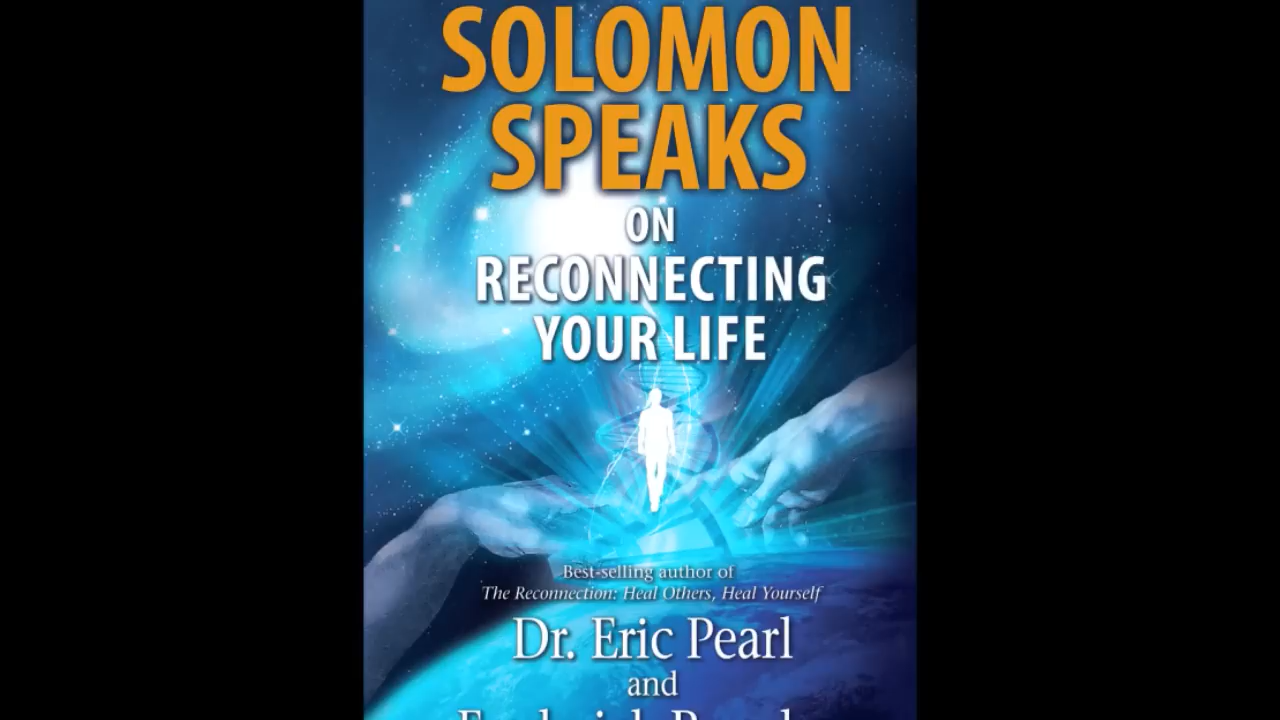 SOLOMON
SPEAKS
ON
RECONNECTING
YOUR LIFE
Best-selling author of
The Reconnection: Heal Others, Heal Yourself
Dr. Eric Pearl
and